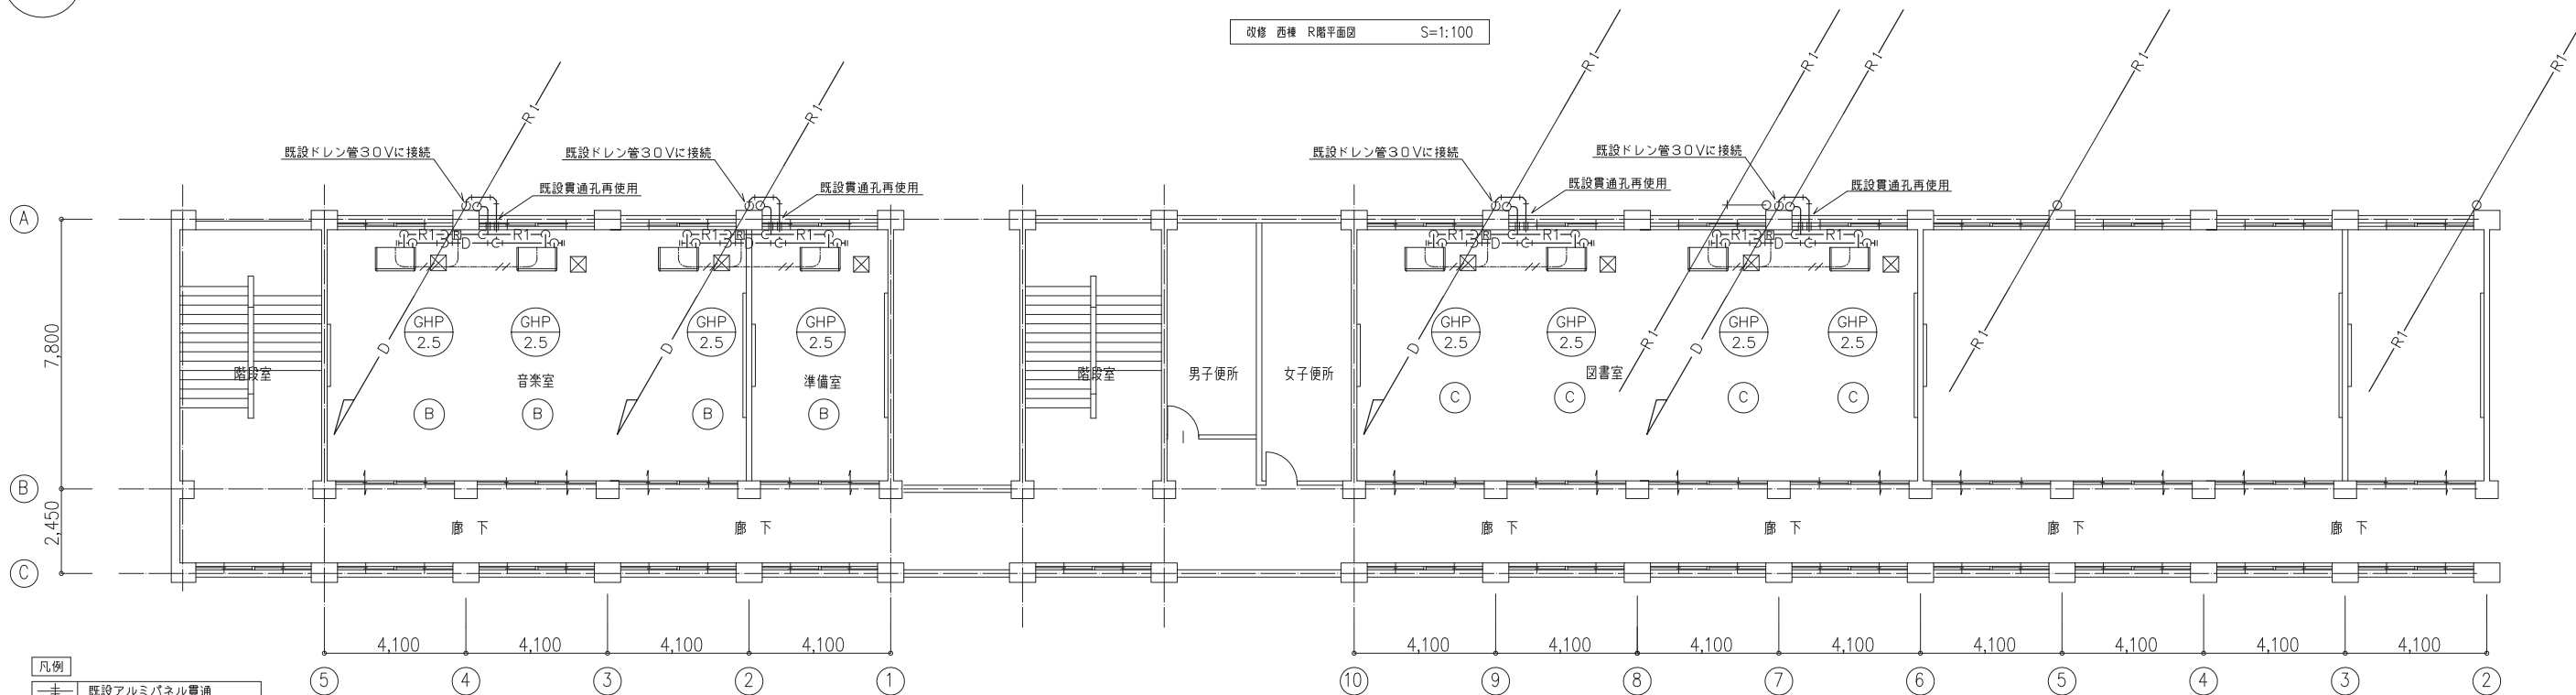 改修 西棟 R階平面図 S=1:100
R1 R1 R1 R1 R1 R1 R1
既設ドレン管30Vに接続 既設ドレン管30Vに接続 既設ドレン管30Vに接続 既設ドレン管30Vに接続
既設貫通孔再使用 既設貫通孔再使用 既設貫通孔再使用 既設貫通孔再使用
A
R1 R R1 R1 R R1 R1 R R1 R1 R R1
D C D C D C D C
GHP GHP GHP GHP GHP GHP GHP GHP
2.5 2.5 2.5 2.5 2.5 2.5 2.5 2.5
D D D R1 D R1 R1
7,800
階段室 音楽室 準備室 階段室 男子便所 女子便所 図書室
B B B B C C C C
B
2,450
廊 下 廊 下 廊 下 廊 下 廊 下 廊 下
C
4,100 4,100 4,100 4,100 4,100 4,100 4,100 4,100 4,100 4,100 4,100 4,100
5 4 3 2 1 10 9 8 7 6 5 4 3 2
凡例
既設アルミパネル貫通